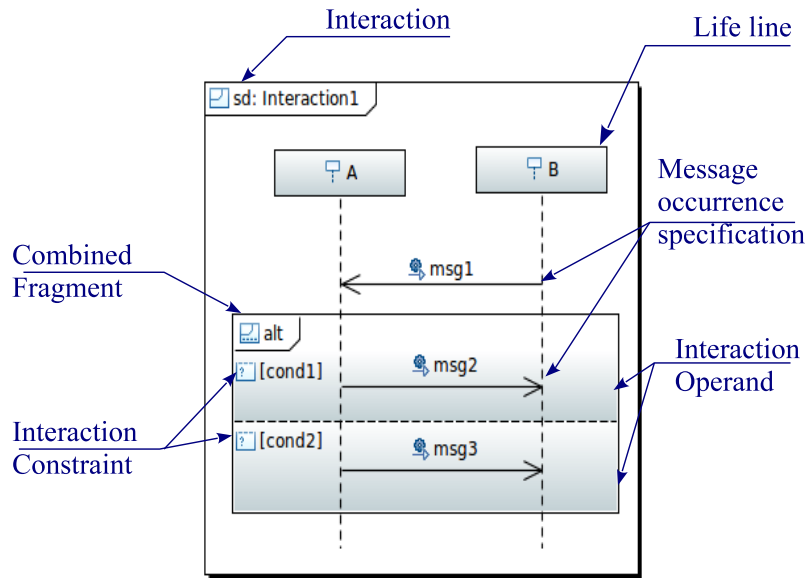 Interaction
Life line
sd: Interaction1
A
B
Message
occurrence
specification
Combined
Fragment
msg1
alt
[cond1]
msg2
Interaction
Operand
Interaction
Constraint
[cond2]
msg3